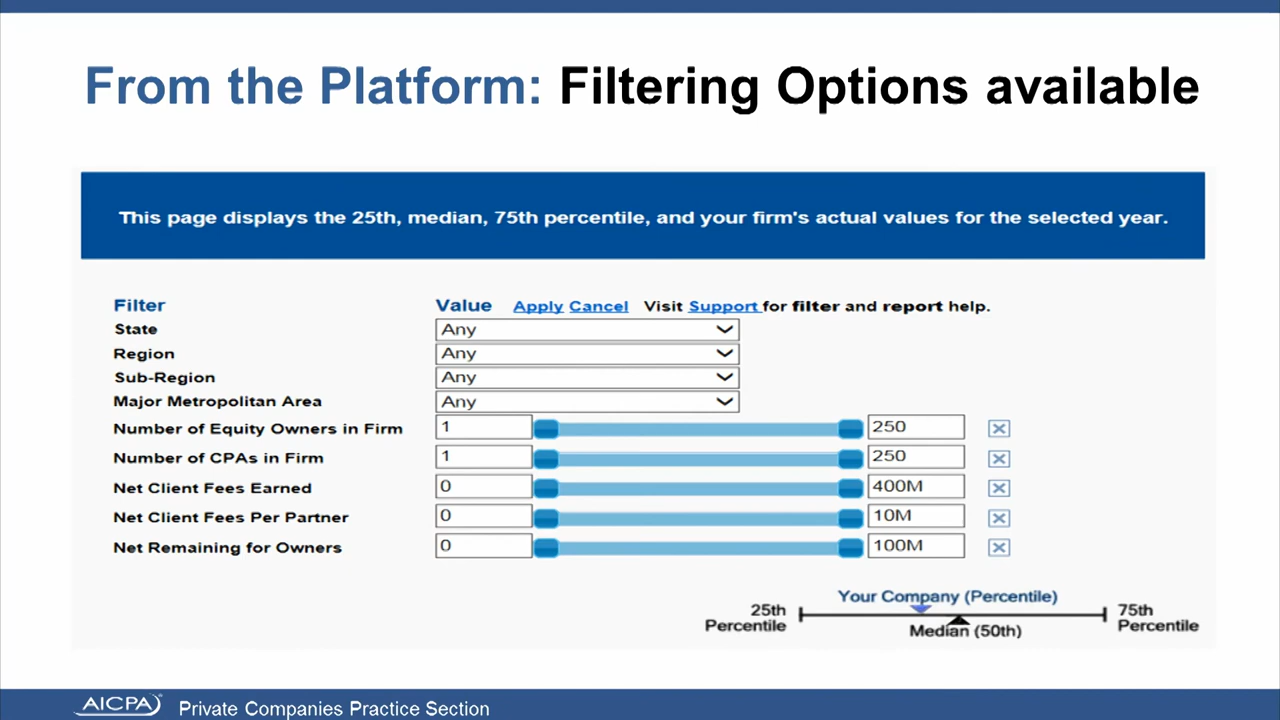 From the Platform: Filtering Options available
This page displays the 25th, median, 75th percentile, and your firm's actual values for the selected year.
Filter Value Apply Cancel Visit Support for filter and report help.
State Any
Region Any
Sub-Region Any
Major Metropolitan Area Any
Number of Equity Owners in Firm 1 250
Number of CPAs in Firm 1 250
Net Client Fees Earned 0 400M
Net Client Fees Per Partner 0 10M
Net Remaining for Owners 0 100M
Your Company (Percentile)
25th Percentile
75th Percentile
Median (50th)
AICPA® Private Companies Practice Section